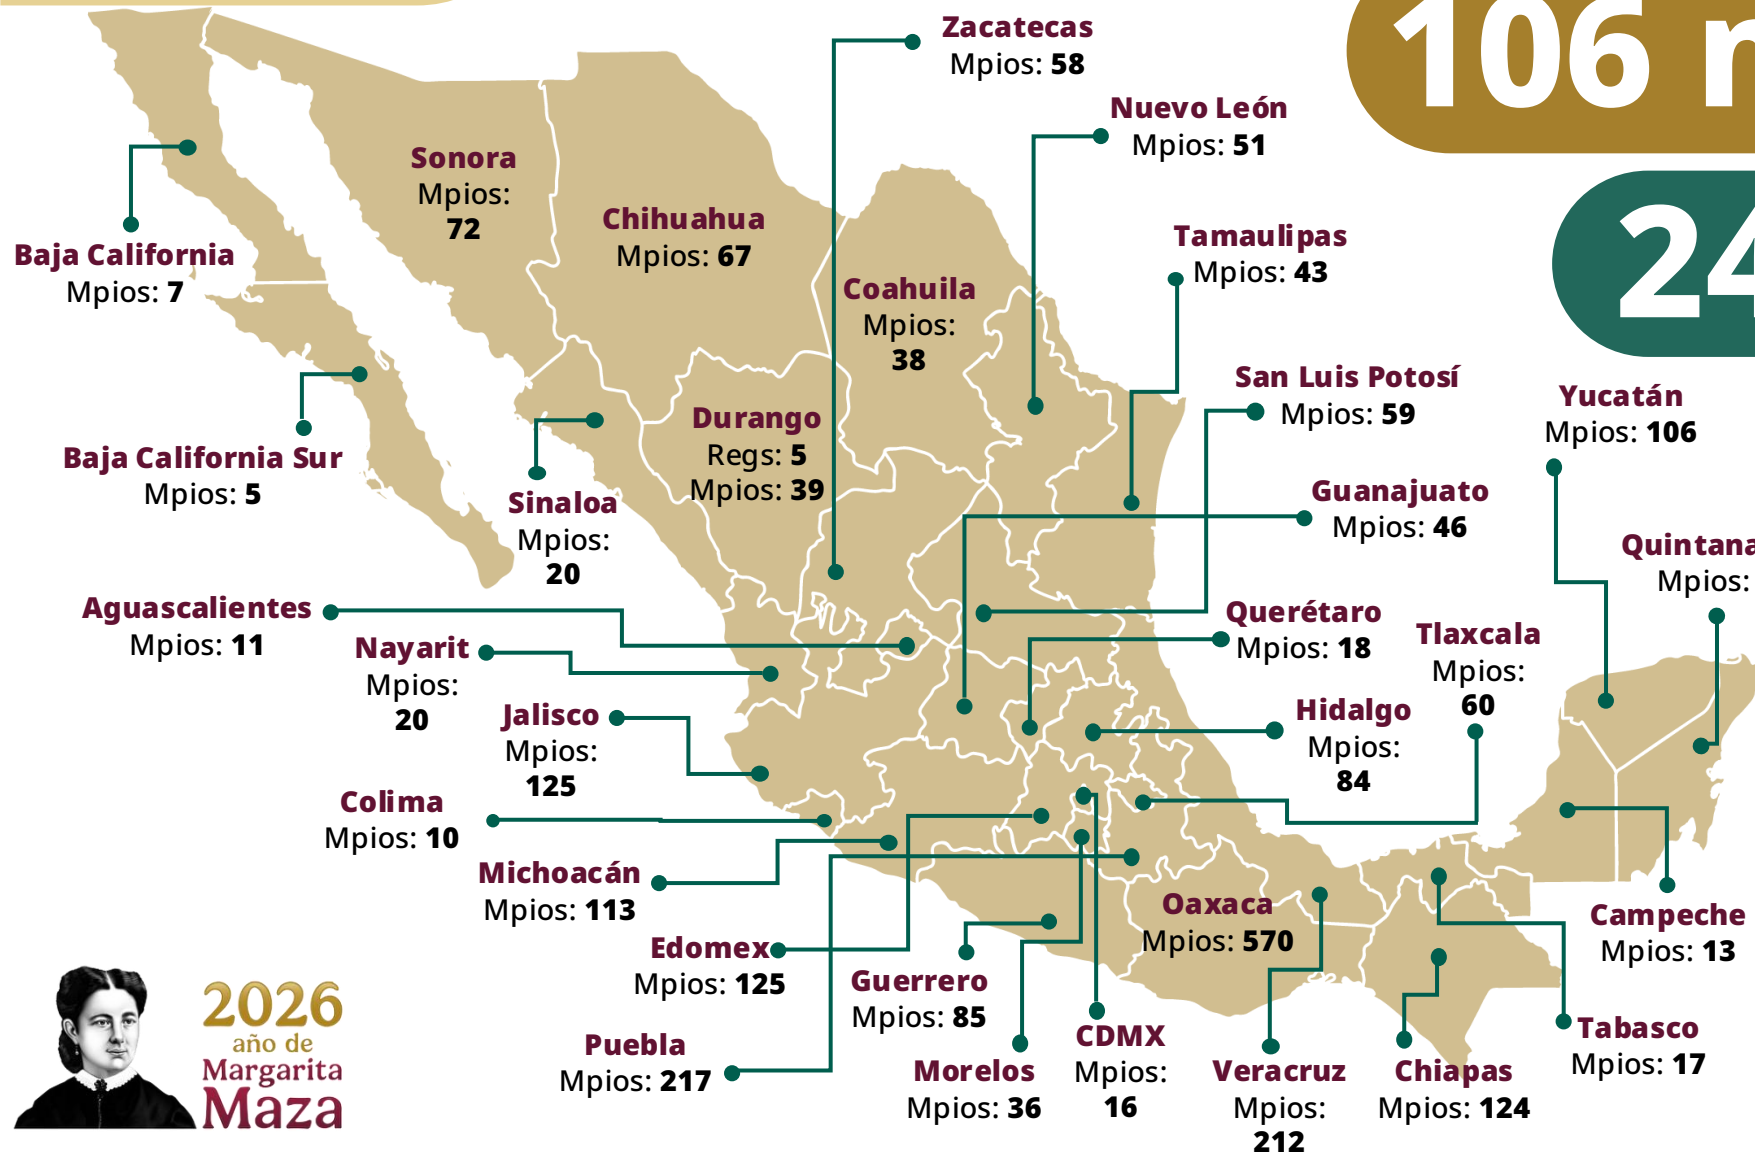 Zacatecas
Mpios: 58
106
Nuevo León
Mpios: 51
Sonora
Mpios:
72
Chihuahua
Mpios: 67
24
Tamaulipas
Mpios: 43
Baja California
Mpios: 7
Coahuila
Mpios:
38
San Luis Potosí
Mpios: 59
Yucatán
Mpios: 106
Durango
Regs: 5
Mpios: 39
Baja California Sur
Mpios: 5
Sinaloa
Mpios:
20
Guanajuato
Mpios: 46
Quintana
Mpios:
Aguascalientes
Mpios: 11
Nayarit
Mpios:
20
Querétaro
Mpios: 18
Tlaxcala
Mpios:
60
Jalisco
Mpios:
125
Hidalgo
Mpios:
84
Colima
Mpios: 10
Michoacán
Mpios: 113
Oaxaca
Mpios: 570
Campeche
Mpios: 13
Edomex
Mpios: 125
Guerrero
Mpios: 85
Puebla
Mpios: 217
Morelos
Mpios: 36
CDMX
Mpios:
16
Veracruz
Mpios:
212
Chiapas
Mpios: 124
Tabasco
Mpios: 17
2026
año de
Margarita
Maza